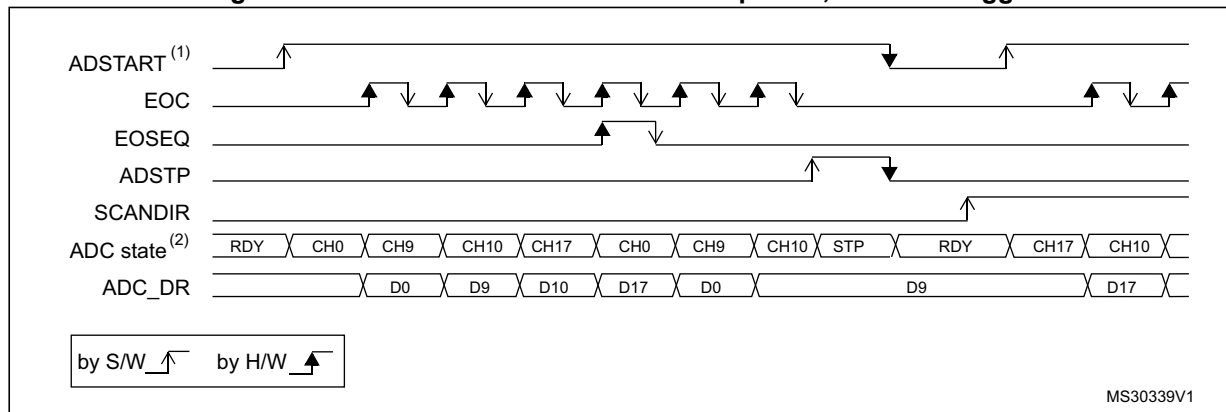 ADSTART (1)
EOC
EOSEQ
ADSTP
SCANDIR
ADC state (2) RDY CH0 CH9 CH10 CH17 CH0 CH9 CH10 STP RDY CH17 CH10
ADC_DR D0 D9 D10 D17 D0 D9 D17
by S/W by H/W
MS30339V1